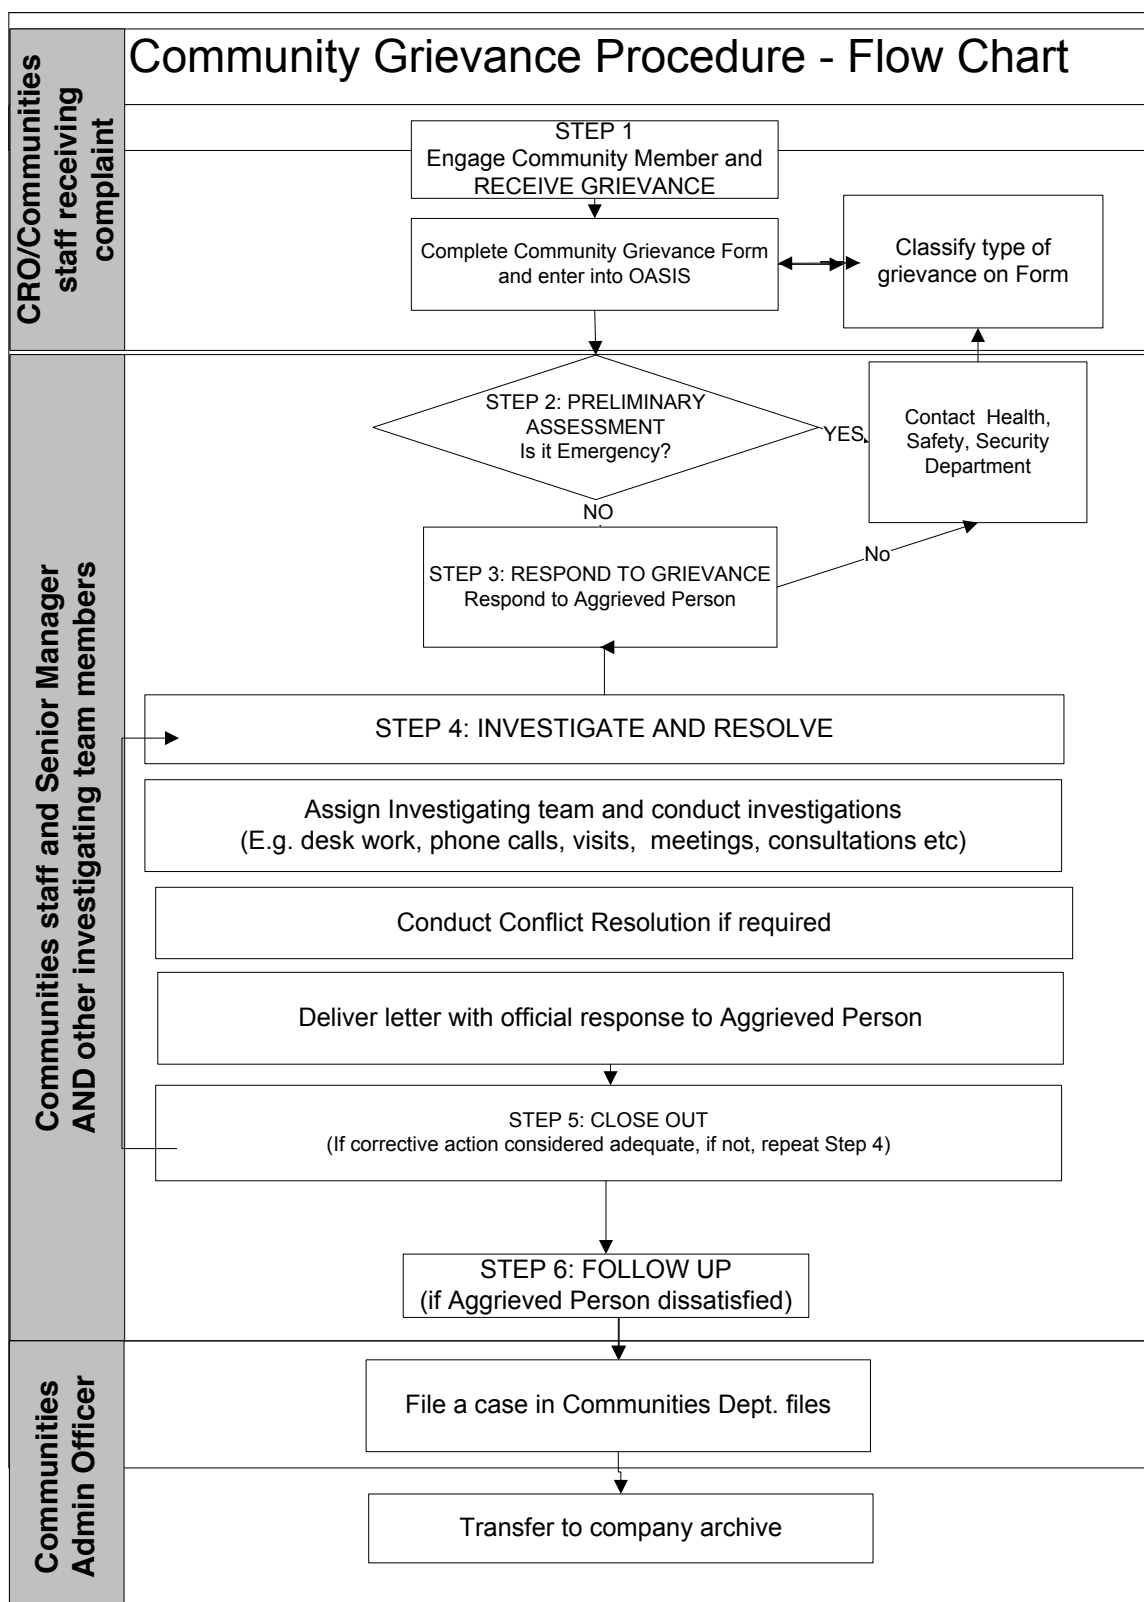 Community Grievance Procedure - Flow Chart
CRO/Communities
staff receiving
complaint
STEP 1
Engage Community Member and
RECEIVE GRIEVANCE
Complete Community Grievance Form
and enter into OASIS
Classify type of
grievance on Form
Communities staff and Senior Manager
AND other investigating team members
STEP 2: PRELIMINARY
ASSESSMENT
Is it Emergency?
YES
Contact Health,
Safety, Security
Department
NO
STEP 3: RESPOND TO GRIEVANCE
Respond to Aggrieved Person
No
STEP 4: INVESTIGATE AND RESOLVE
Assign Investigating team and conduct investigations
(E.g. desk work, phone calls, visits, meetings, consultations etc)
Conduct Conflict Resolution if required
Deliver letter with official response to Aggrieved Person
STEP 5: CLOSE OUT
(If corrective action considered adequate, if not, repeat Step 4)
STEP 6: FOLLOW UP
(if Aggrieved Person dissatisfied)
Communities
Admin Officer
File a case in Communities Dept. files
Transfer to company archive